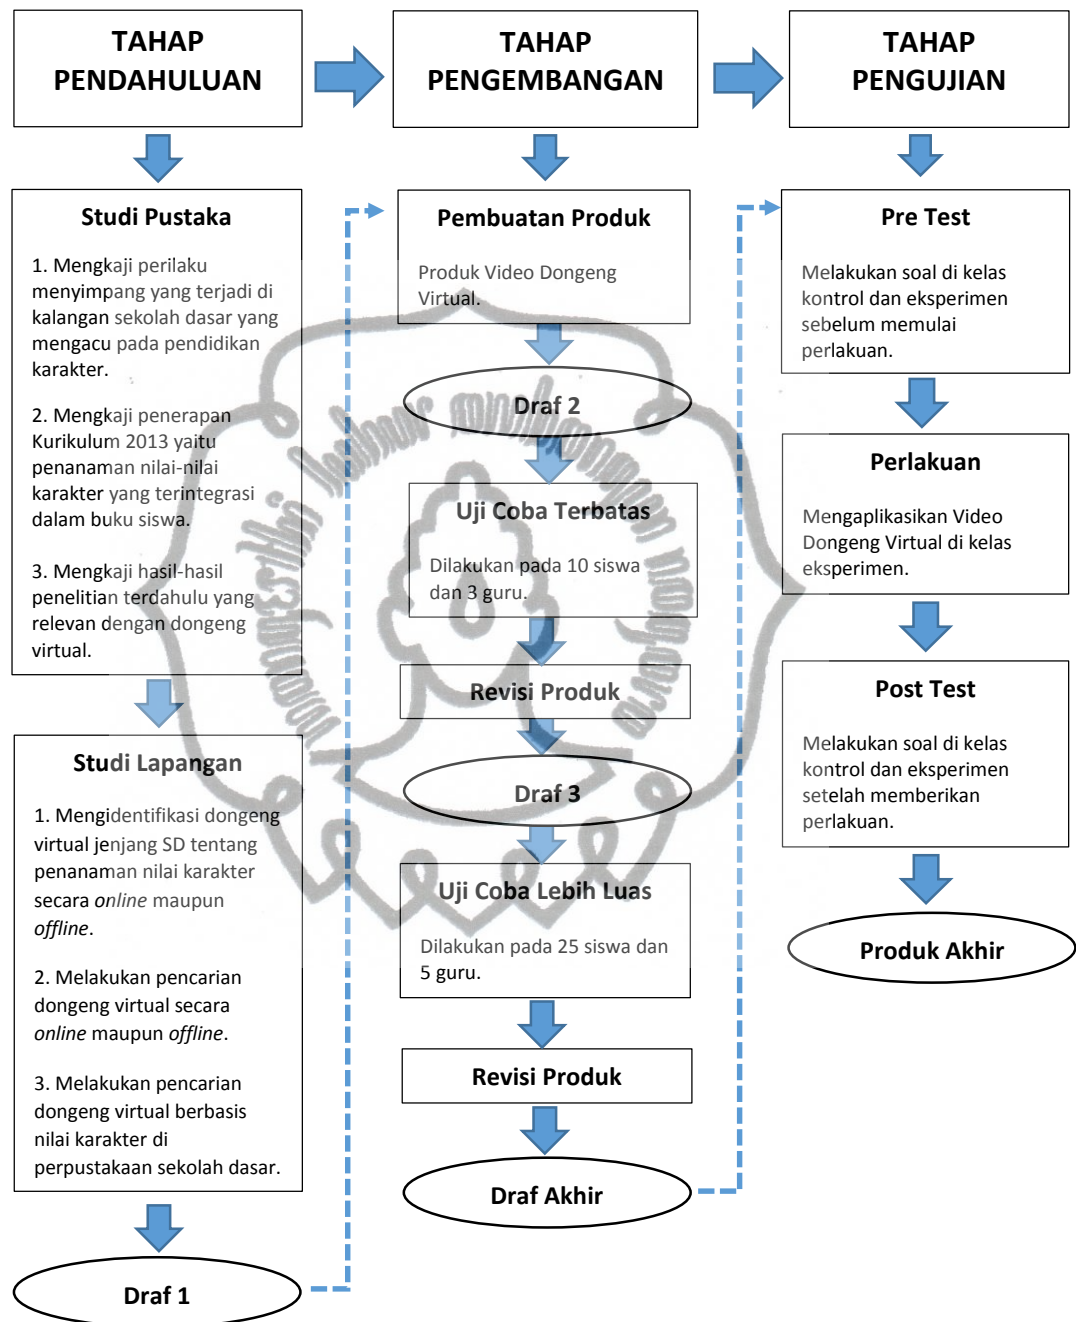 TAHAP
PENDAHULUAN
TAHAP
PENGEMBANGAN
TAHAP
PENGUJIAN
Studi Pustaka
1. Mengkaji perilaku
menyimpang yang terjadi di
kalangan sekolah dasar yang
mengacu pada pendidikan
karakter.
2. Mengkaji penerapan
Kurikulum 2013 yaitu
penanaman nilai-nilai
karakter yang terintegrasi
dalam buku siswa.
3. Mengkaji hasil-hasil
penelitian terdahulu yang
relevan dengan dongeng
virtual.
Studi Lapangan
1. Mengidentifikasi dongeng
virtual jenjang SD tentang
penanaman nilai karakter
secara online maupun
offline.
2. Melakukan pencarian
dongeng virtual secara
online maupun offline.
3. Melakukan pencarian
dongeng virtual berbasis
nilai karakter di
perpustakaan sekolah dasar.
Draf 1
Pembuatan Produk
Produk Video Dongeng
Virtual.
Draf 2
Uji Coba Terbatas
Dilakukan pada 10 siswa
dan 3 guru.
Revisi Produk
Draf 3
Uji Coba Lebih Luas
Dilakukan pada 25 siswa dan
5 guru.
Revisi Produk
Draf Akhir
Pre Test
Melakukan soal di kelas
kontrol dan eksperimen
sebelum memulai
perlakuan.
Perlakuan
Mengaplikasikan Video
Dongeng Virtual di kelas
eksperimen.
Post Test
Melakukan soal di kelas
kontrol dan eksperimen
setelah memberikan
perlakuan.
Produk Akhir